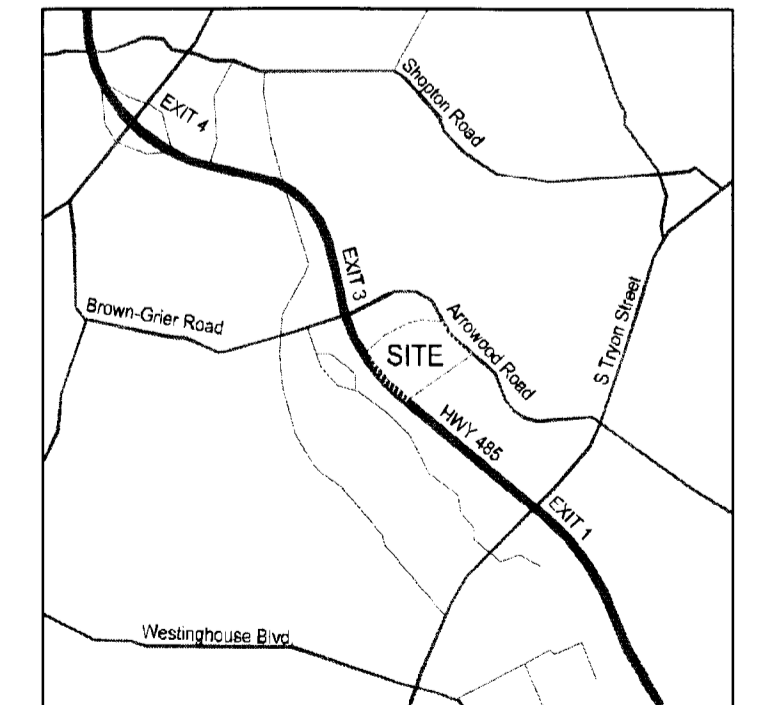 EXIT 4
Shopton Road
EXIT 3
Brown-Grier Road
Arrowood Road
S Tryon Street
SITE
HWY 485
EXIT 1
Westinghouse Blvd.